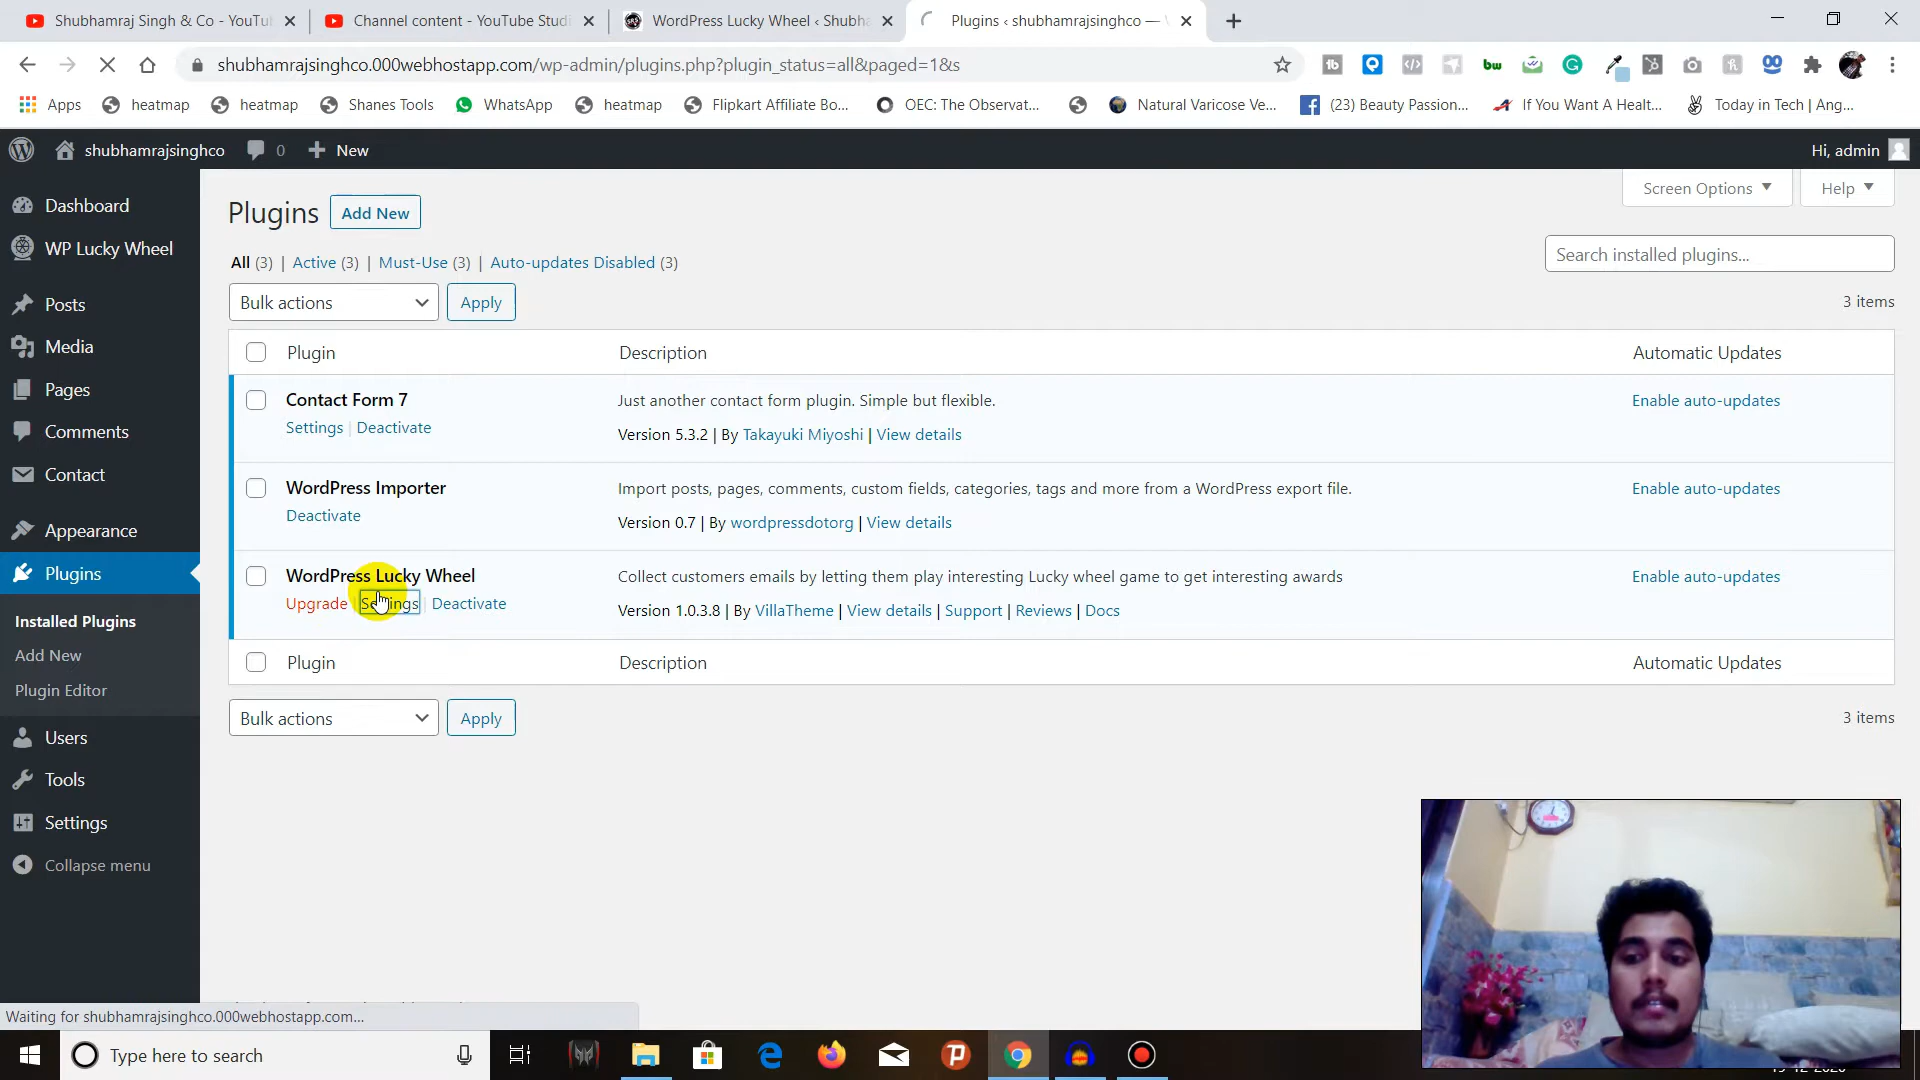 Shubhamraj Singh & Co - YouTu
Channel content - YouTube Studi
WordPress Lucky Wheel ‹ Shubha
Plugins ‹ shubhamrajsinghco —
shubhamrajsinghco.000webhostapp.com/wp-admin/plugins.php?plugin_status=all&paged=1&s
Apps
heatmap
heatmap
Shanes Tools
WhatsApp
heatmap
Flipkart Affiliate Bo...
OEC: The Observat...
Natural Varicose Ve...
(23) Beauty Passion...
If You Want A Healt...
Today in Tech | Ang...
shubhamrajsinghco 0 + New
Hi, admin
Dashboard
WP Lucky Wheel
Posts
Media
Pages
Comments
Contact
Appearance
Plugins
Installed Plugins
Add New
Plugin Editor
Users
Tools
Settings
Collapse menu
Screen Options
Help
Plugins Add New
All (3) | Active (3) | Must-Use (3) | Auto-updates Disabled (3)
Search installed plugins...
Bulk actions Apply
3 items
Plugin Description Automatic Updates
Contact Form 7 Just another contact form plugin. Simple but flexible. Enable auto-updates
Settings | Deactivate
Version 5.3.2 | By Takayuki Miyoshi | View details
WordPress Importer Import posts, pages, comments, custom fields, categories, tags and more from a WordPress export file. Enable auto-updates
Deactivate
Version 0.7 | By wordpressdotorg | View details
WordPress Lucky Wheel Collect customers emails by letting them play interesting Lucky wheel game to get interesting awards Enable auto-updates
Upgrade | Settings | Deactivate
Version 1.0.3.8 | By VillaTheme | View details | Support | Reviews | Docs
Plugin Description Automatic Updates
Bulk actions Apply
3 items
Waiting for shubhamrajsinghco.000webhostapp.com...
Type here to search